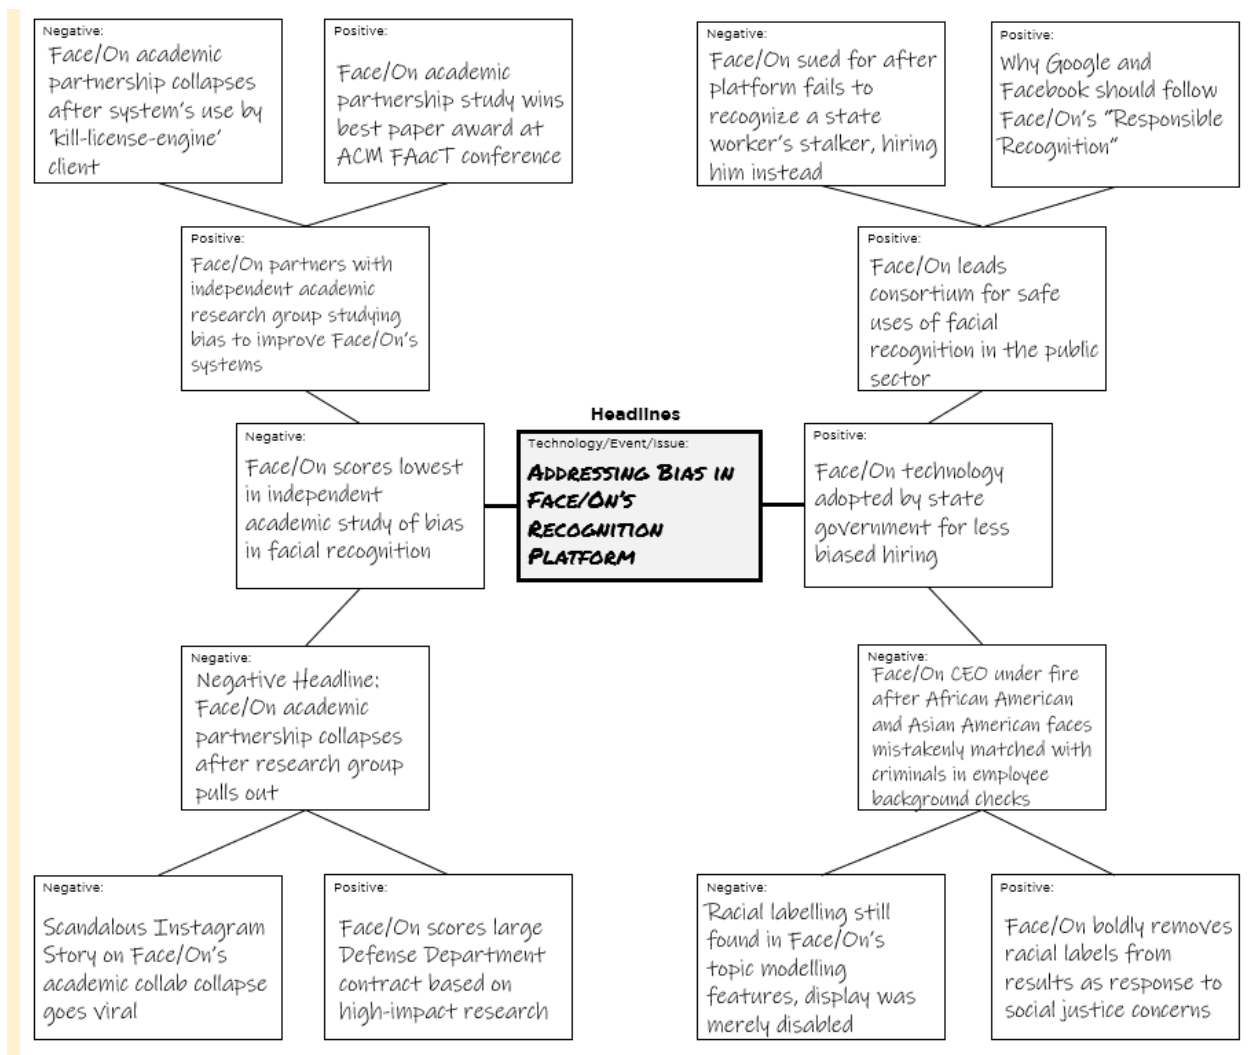 Negative:
Face/On academic
partnership collapses
after system's use by
'kill-license-engine'
client
Positive:
Face/On academic
partnership study wins
best paper award at
ACM FAacT conference
Negative:
Face/On sued for after
platform fails to
recognize a state
worker's stalker, hiring
him instead
Positive:
Why Google and
Facebook should follow
Face/On's "Responsible
Recognition"
Positive:
Face/On partners with
independent academic
research group studying
bias to improve Face/On's
systems
Positive:
Face/On leads
consortium for safe
uses of facial
recognition in the public
sector
Negative:
Face/On scores lowest
in independent
academic study of bias
in facial recognition
Headlines
Technology/Event/Issue:
Addressing Bias in
Face/On's
Recognition
Platform
Positive:
Face/On technology
adopted by state
government for less
biased hiring
Negative:
Negative Headline:
Face/On academic
partnership collapses
after research group
pulls out
Negative:
Face/On CEO under fire
after African American
and Asian American faces
mistakenly matched with
criminals in employee
background checks
Negative:
Scandalous Instagram
Story on Face/On's
academic collab collapse
goes viral
Positive:
Face/On scores large
Defense Department
contract based on
high-impact research
Negative:
Racial labelling still
found in Face/On's
topic modelling
features, display was
merely disabled
Positive:
Face/On boldly removes
racial labels from
results as response to
social justice concerns